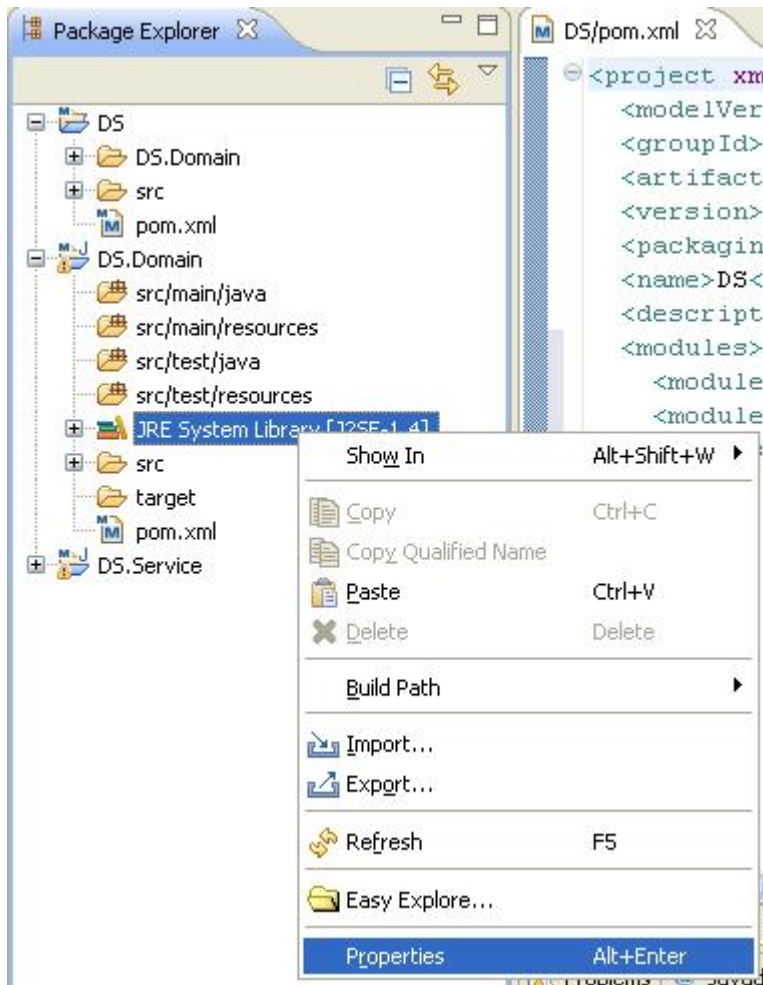 Package Explorer
DS
DS.Domain
src
pom.xml
DS.Domain
src/main/java
src/main/resources
src/test/java
src/test/resources
JRE System Library [J2SE-1.4]
src
target
pom.xml
DS.Service
Show In Alt+Shift+W
Copy Ctrl+C
Copy Qualified Name
Paste Ctrl+V
Delete Delete
Build Path
Import...
Export...
Refresh F5
Easy Explore...
Properties Alt+Enter
DS/pom.xml
<project xm
<modelVer
<groupId>
<artifact
<version>
<packagin
<name>DS<
<descript
<modules>
<module
<module
Problems